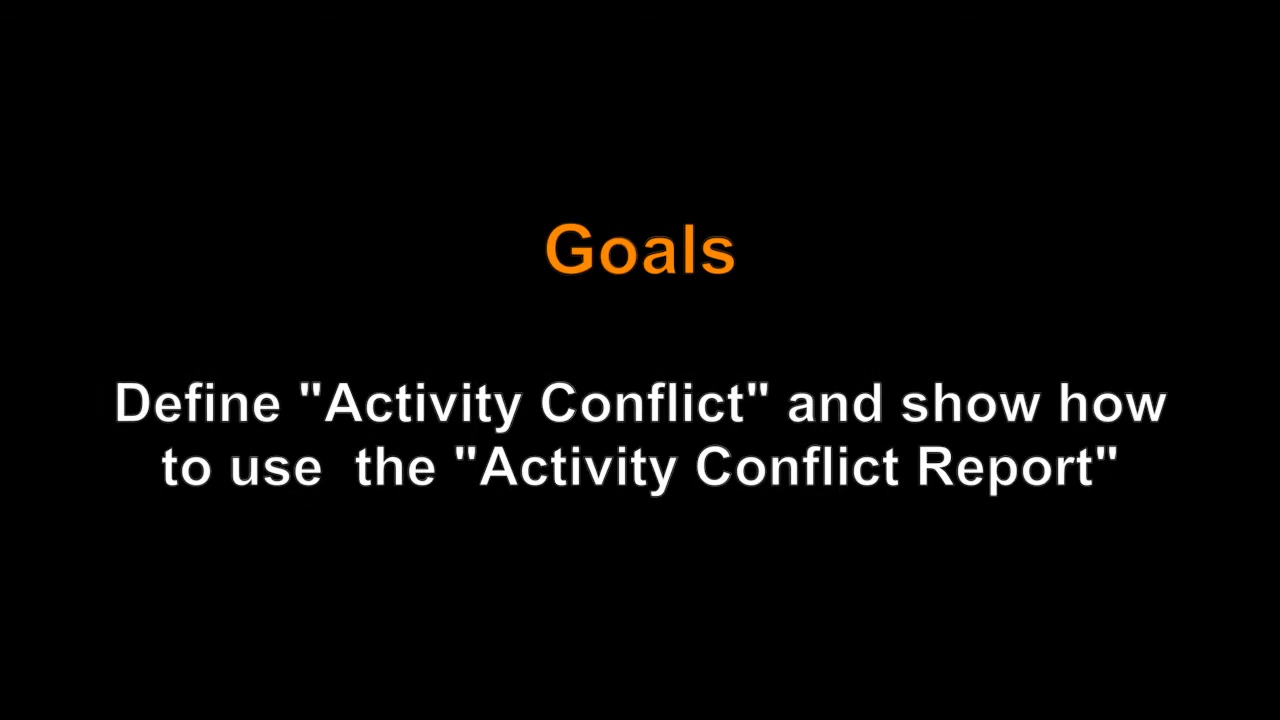 Goals
Define "Activity Conflict" and show how
to use  the "Activity Conflict Report"